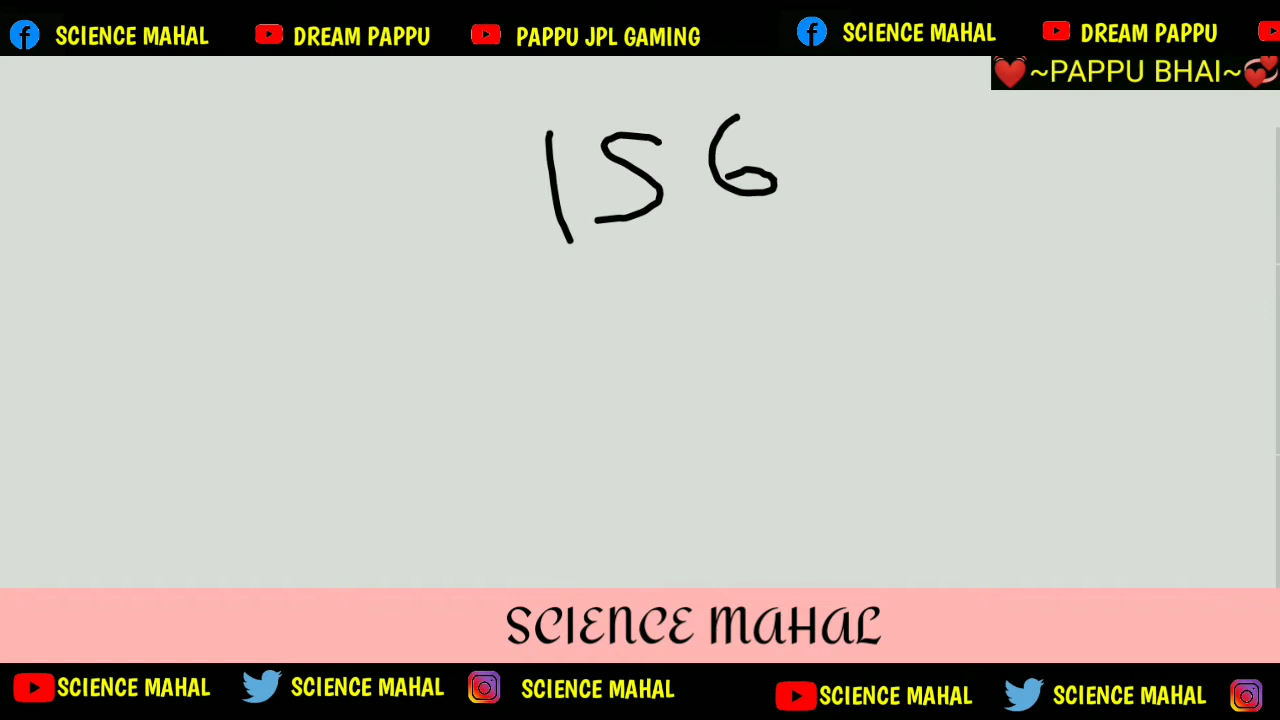 SCIENCE MAHAL DREAM PAPPU PAPPU JPL GAMING SCIENCE MAHAL DREAM PAPPU
❤️~PAPPU BHAI~💞
156
SCIENCE MAHAL
SCIENCE MAHAL SCIENCE MAHAL SCIENCE MAHAL SCIENCE MAHAL SCIENCE MAHAL